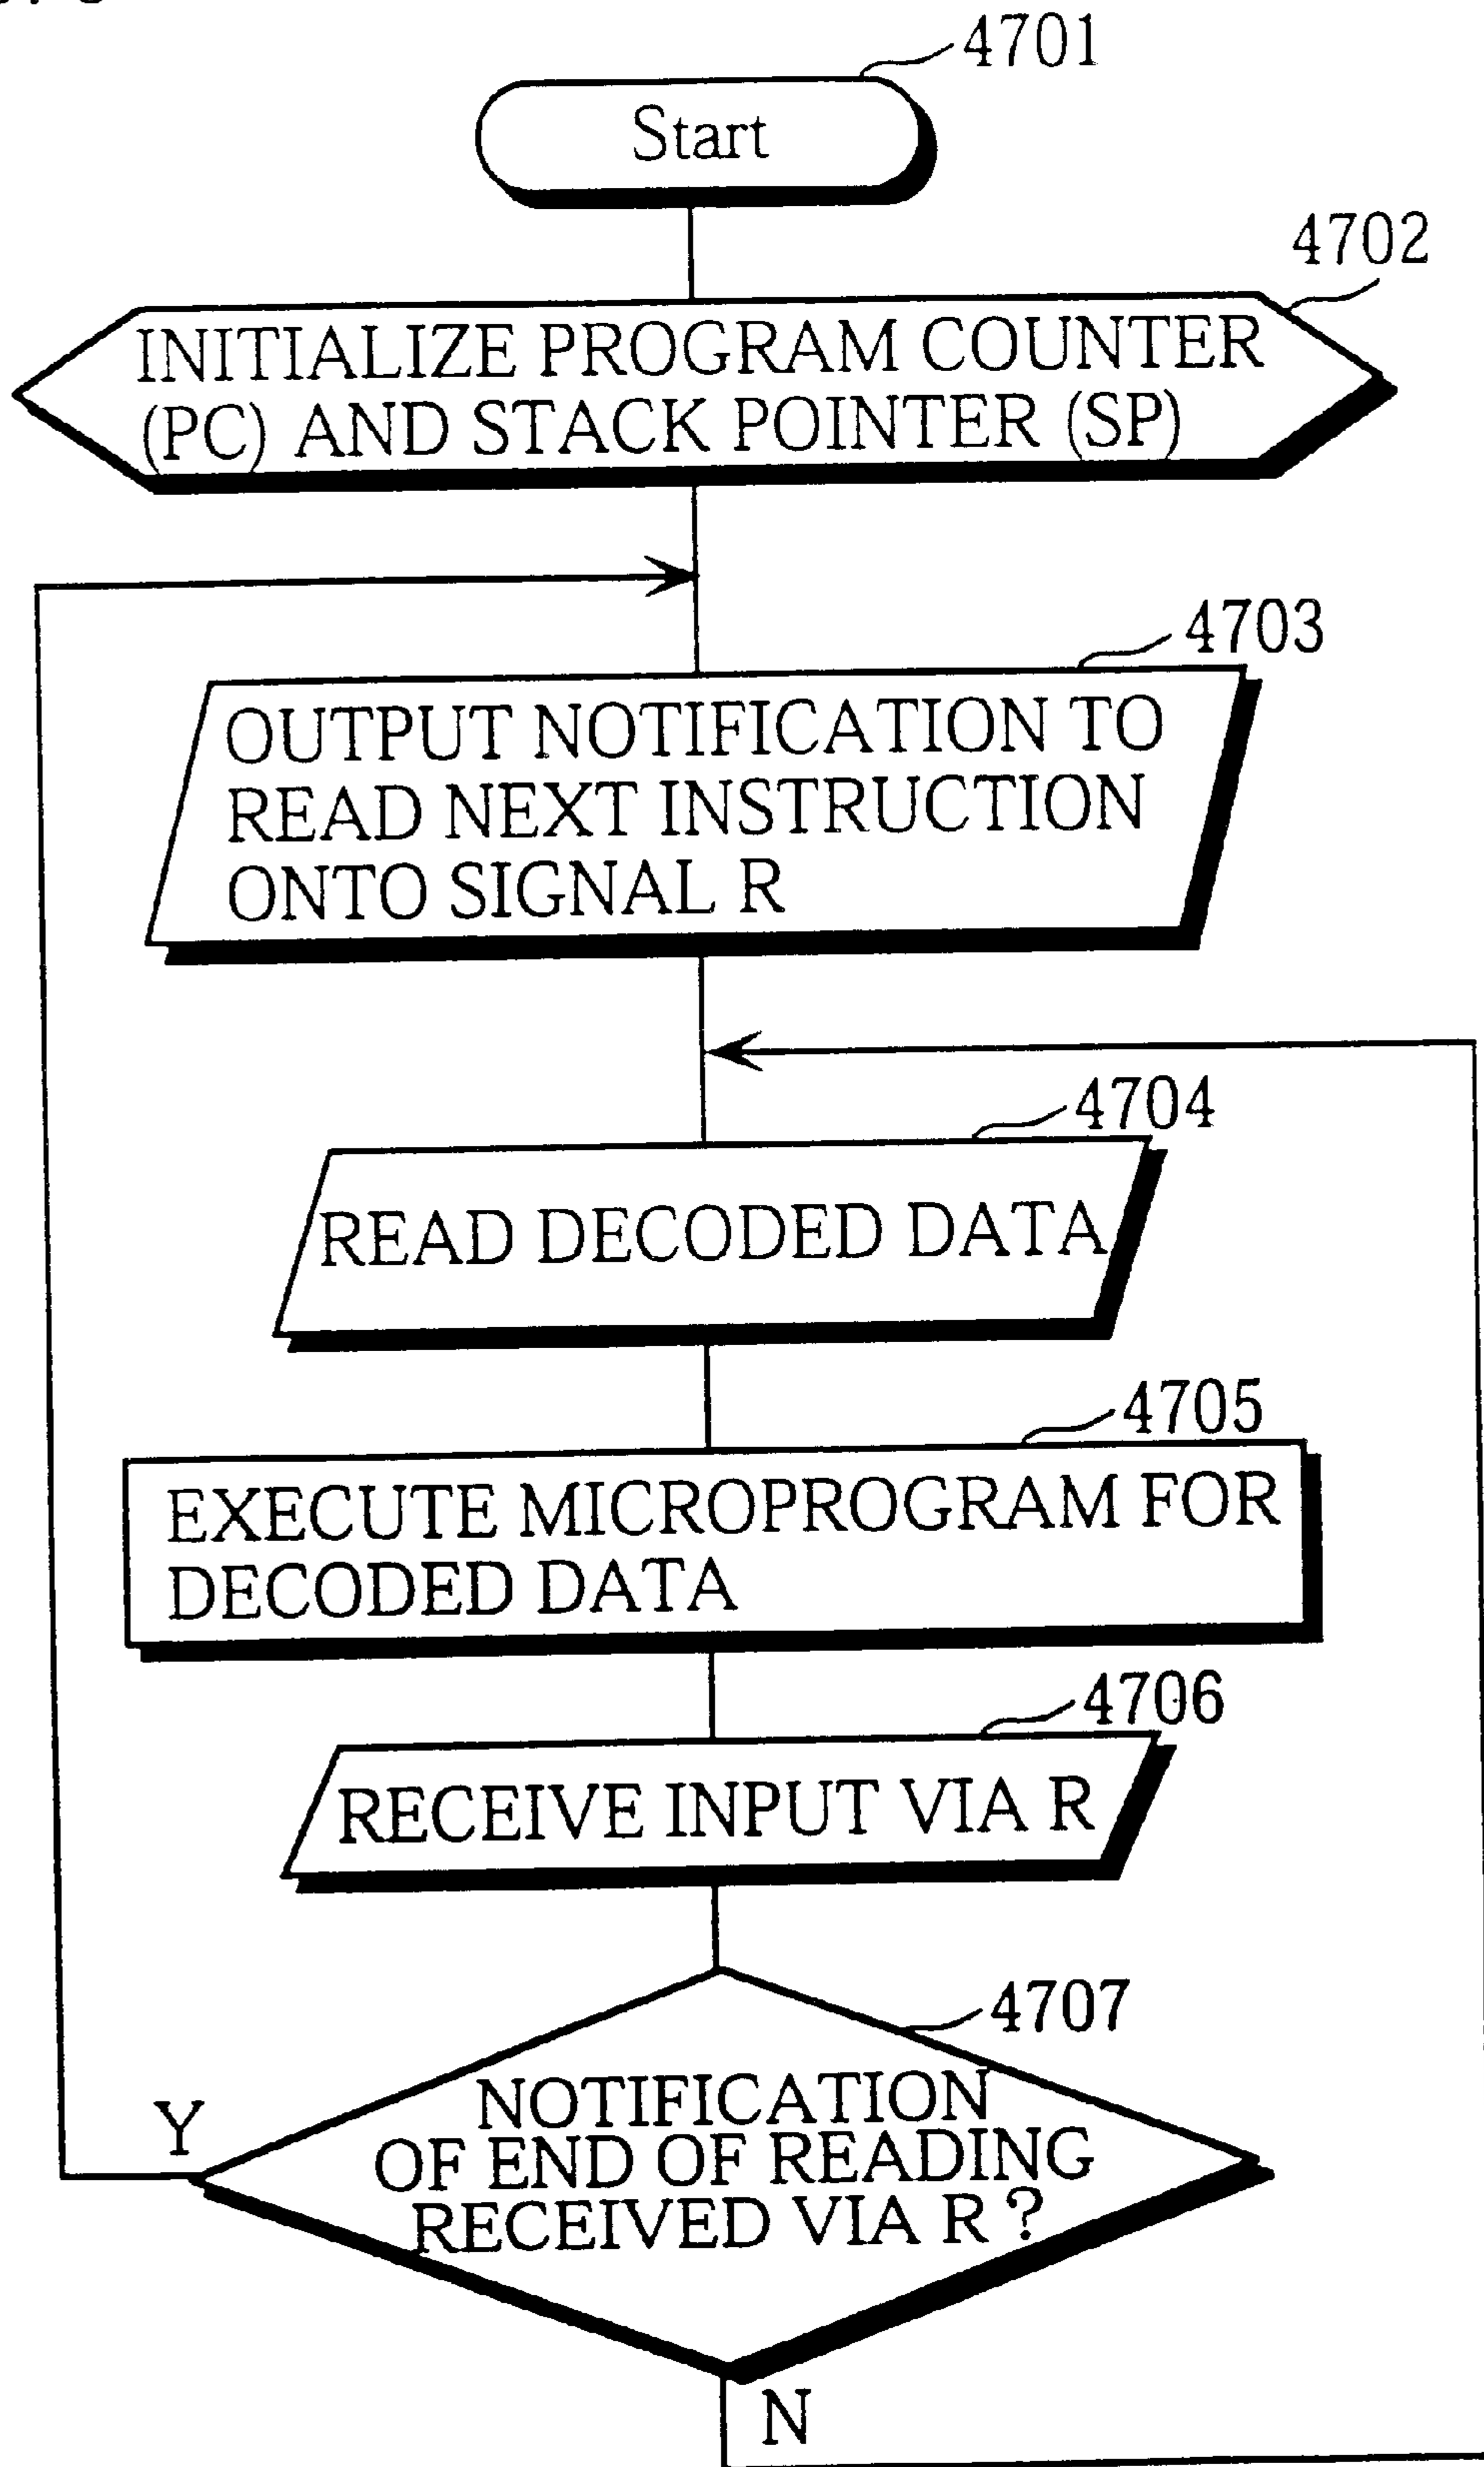 4701
Start
4702
INITIALIZE PROGRAM COUNTER
(PC) AND STACK POINTER (SP)
4703
OUTPUT NOTIFICATION TO
READ NEXT INSTRUCTION
ONTO SIGNAL R
4704
READ DECODED DATA
4705
EXECUTE MICROPROGRAM FOR
DECODED DATA
4706
RECEIVE INPUT VIA R
4707
NOTIFICATION
OF END OF READING
RECEIVED VIA R ?
Y
N